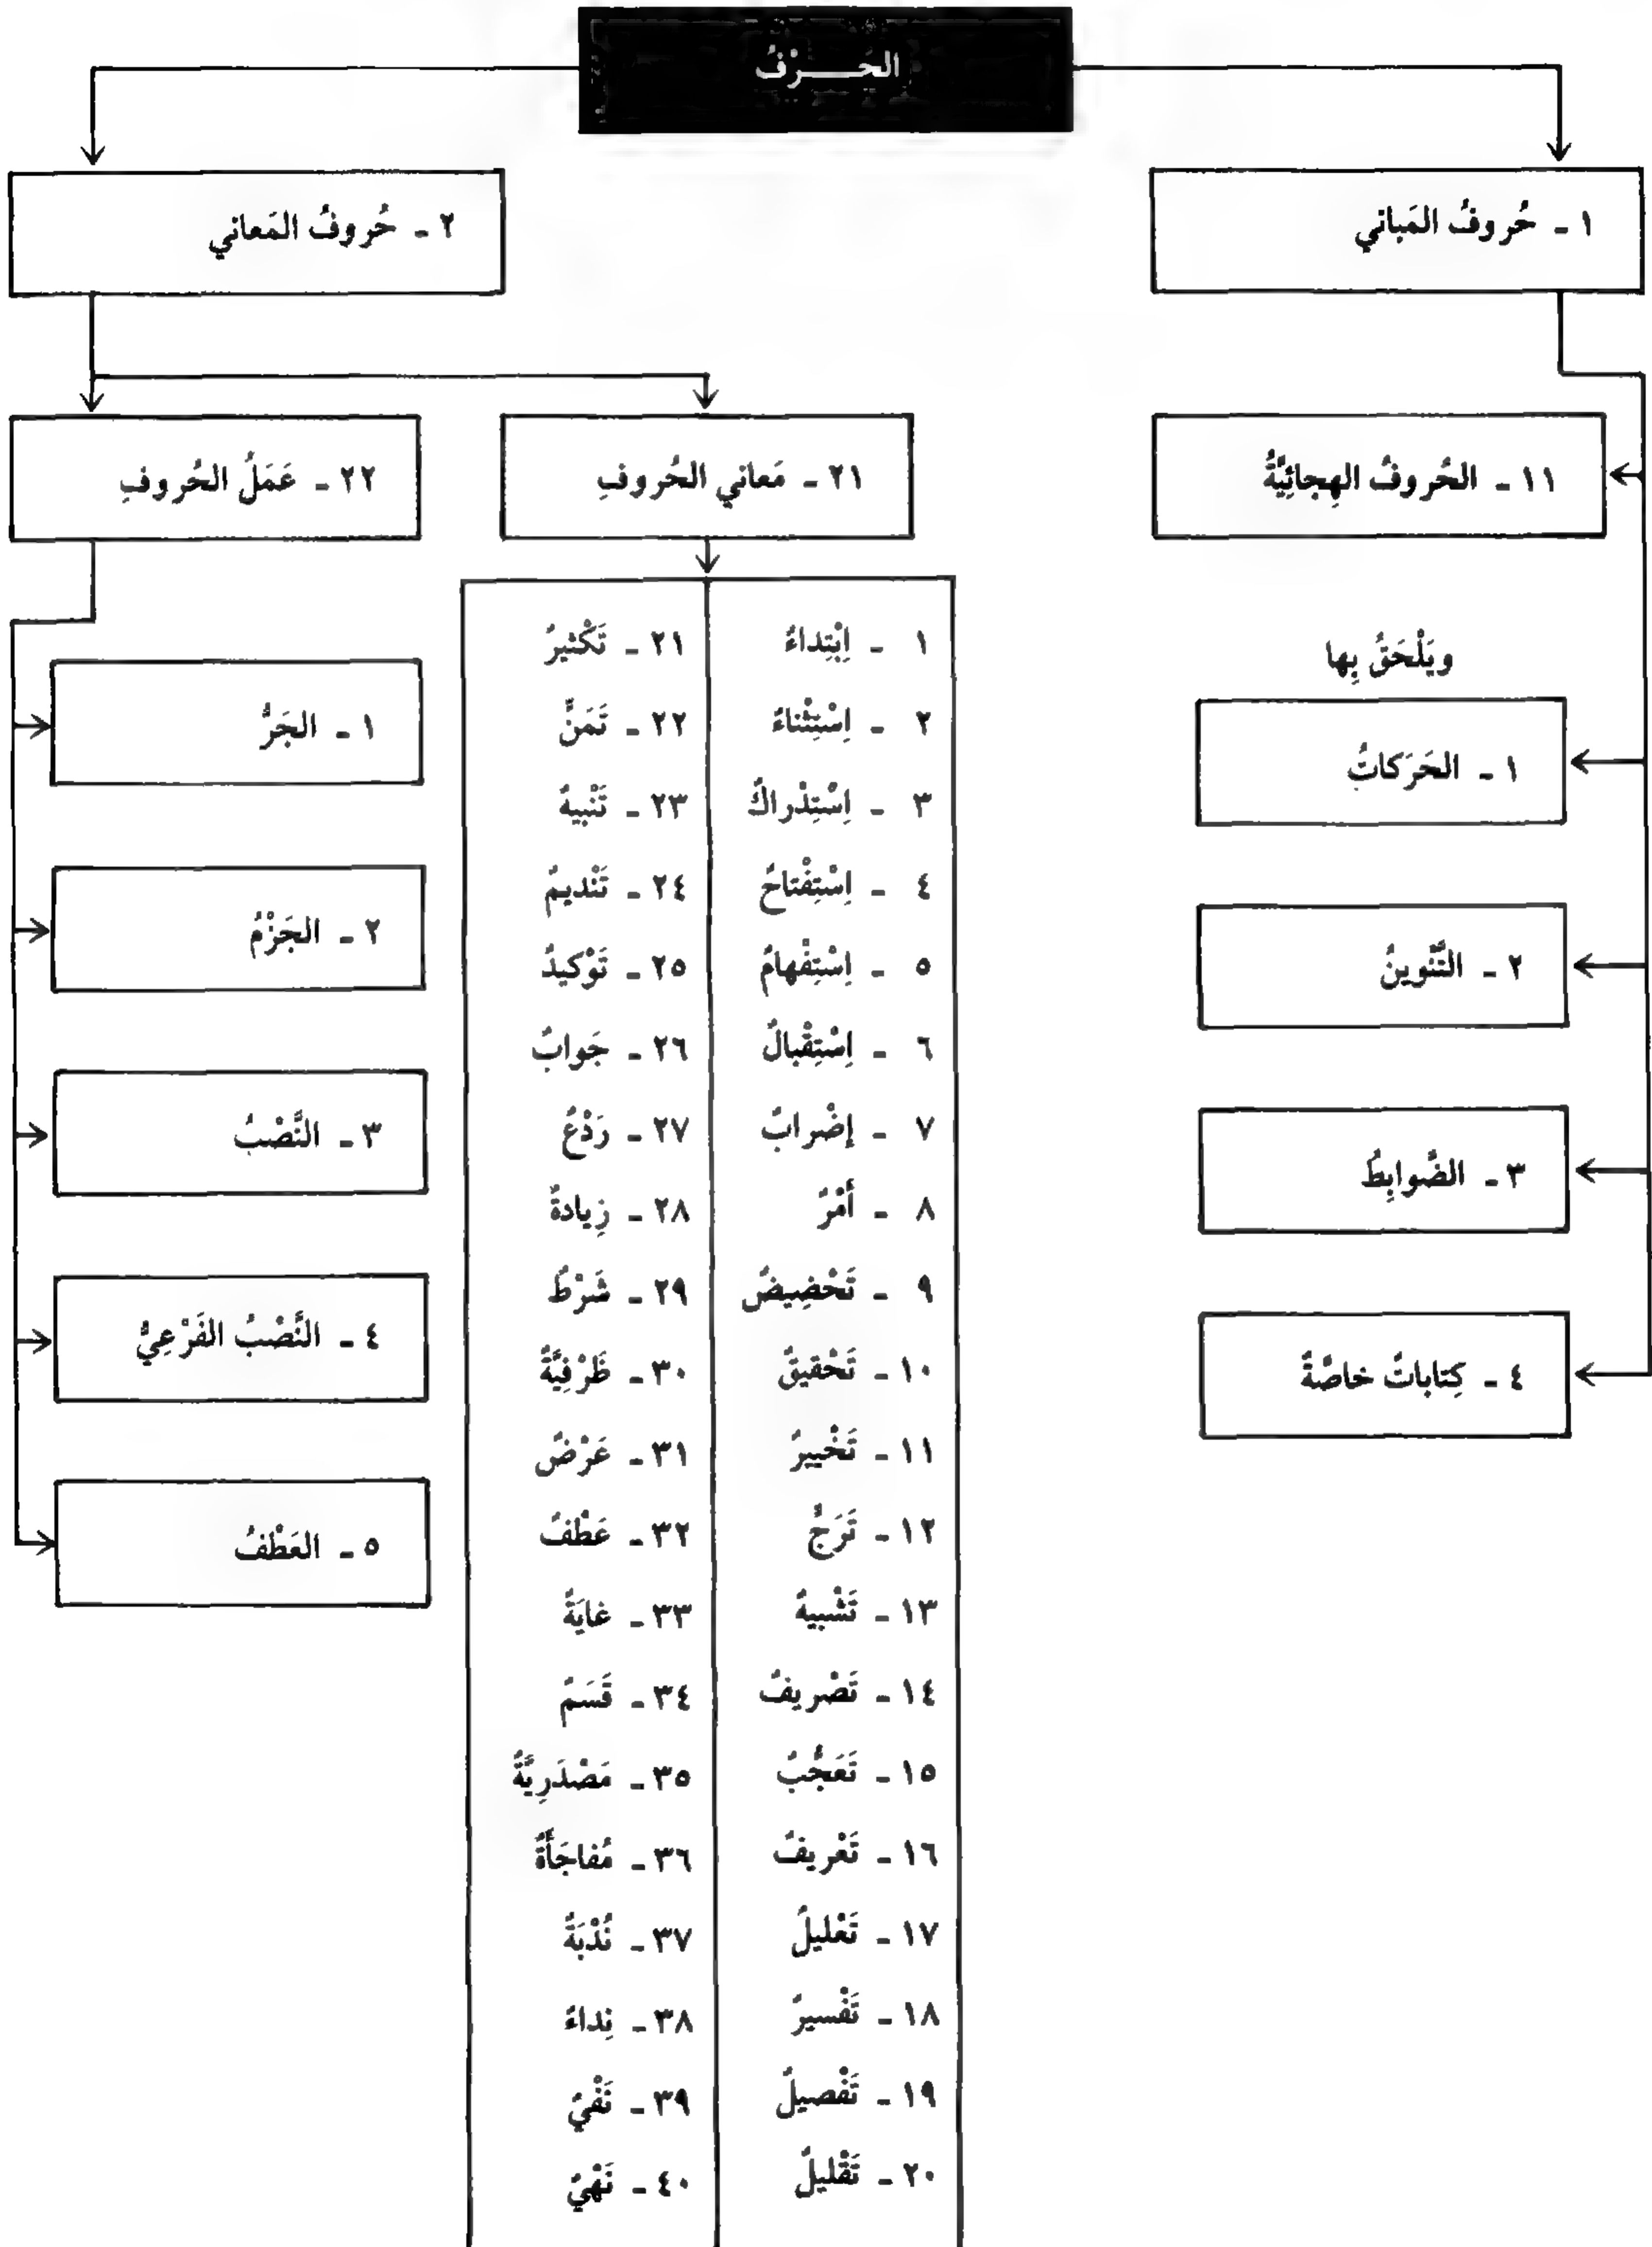 الحَـــرْفُ
١ - حُروفُ المَباني
٢ - حُروفُ المَعاني
١١ - الحُروفُ الهِجائِيَّةُ
٢١ - مَعاني الحُروفِ
٢٢ - عَمَلُ الحُروفِ
ويَلْحَقُ بِها
١ - الحَرَكاتُ
٢ - التَّنْوينُ
٣ - الضَّوابِطُ
٤ - كِتاباتٌ خاصَّةٌ
١ - اِبْتِداءٌ
٢ - اِسْتِثْناءٌ
٣ - اِسْتِدْراكٌ
٤ - اِسْتِفْتاحٌ
٥ - اِسْتِفْهامٌ
٦ - اِسْتِقْبالٌ
٧ - إضْرابٌ
٨ - أَمْرٌ
٩ - تَحْضِيضٌ
١٠ - تَحْقيقٌ
١١ - تَخْييرٌ
١٢ - تَرَجٍّ
١٣ - تَشْبيهٌ
١٤ - تَصْريفٌ
١٥ - تَعَجُّبٌ
١٦ - تَعْريفٌ
١٧ - تَعْليلٌ
١٨ - تَفْسيرٌ
١٩ - تَفْصيلٌ
٢٠ - تَقْليلٌ
٢١ - تَكْثيرٌ
٢٢ - تَمَنٍّ
٢٣ - تَنْبيهٌ
٢٤ - تَنْديمٌ
٢٥ - تَوْكيدٌ
٢٦ - جَوابٌ
٢٧ - رَدْعٌ
٢٨ - زِيادةٌ
٢٩ - شَرْطٌ
٣٠ - ظَرْفِيَّةٌ
٣١ - عَرْضٌ
٣٢ - عَطْفٌ
٣٣ - غايَةٌ
٣٤ - قَسَمٌ
٣٥ - مَصْدَرِيَّةٌ
٣٦ - مُفاجَأَةٌ
٣٧ - نُدْبَةٌ
٣٨ - نِداءٌ
٣٩ - نَفْيٌ
٤٠ - نَهْيٌ
١ - الجَرُّ
٢ - الجَزْمُ
٣ - النَّصْبُ
٤ - النَّصْبُ الفَرْعِيُّ
٥ - العَطْفُ